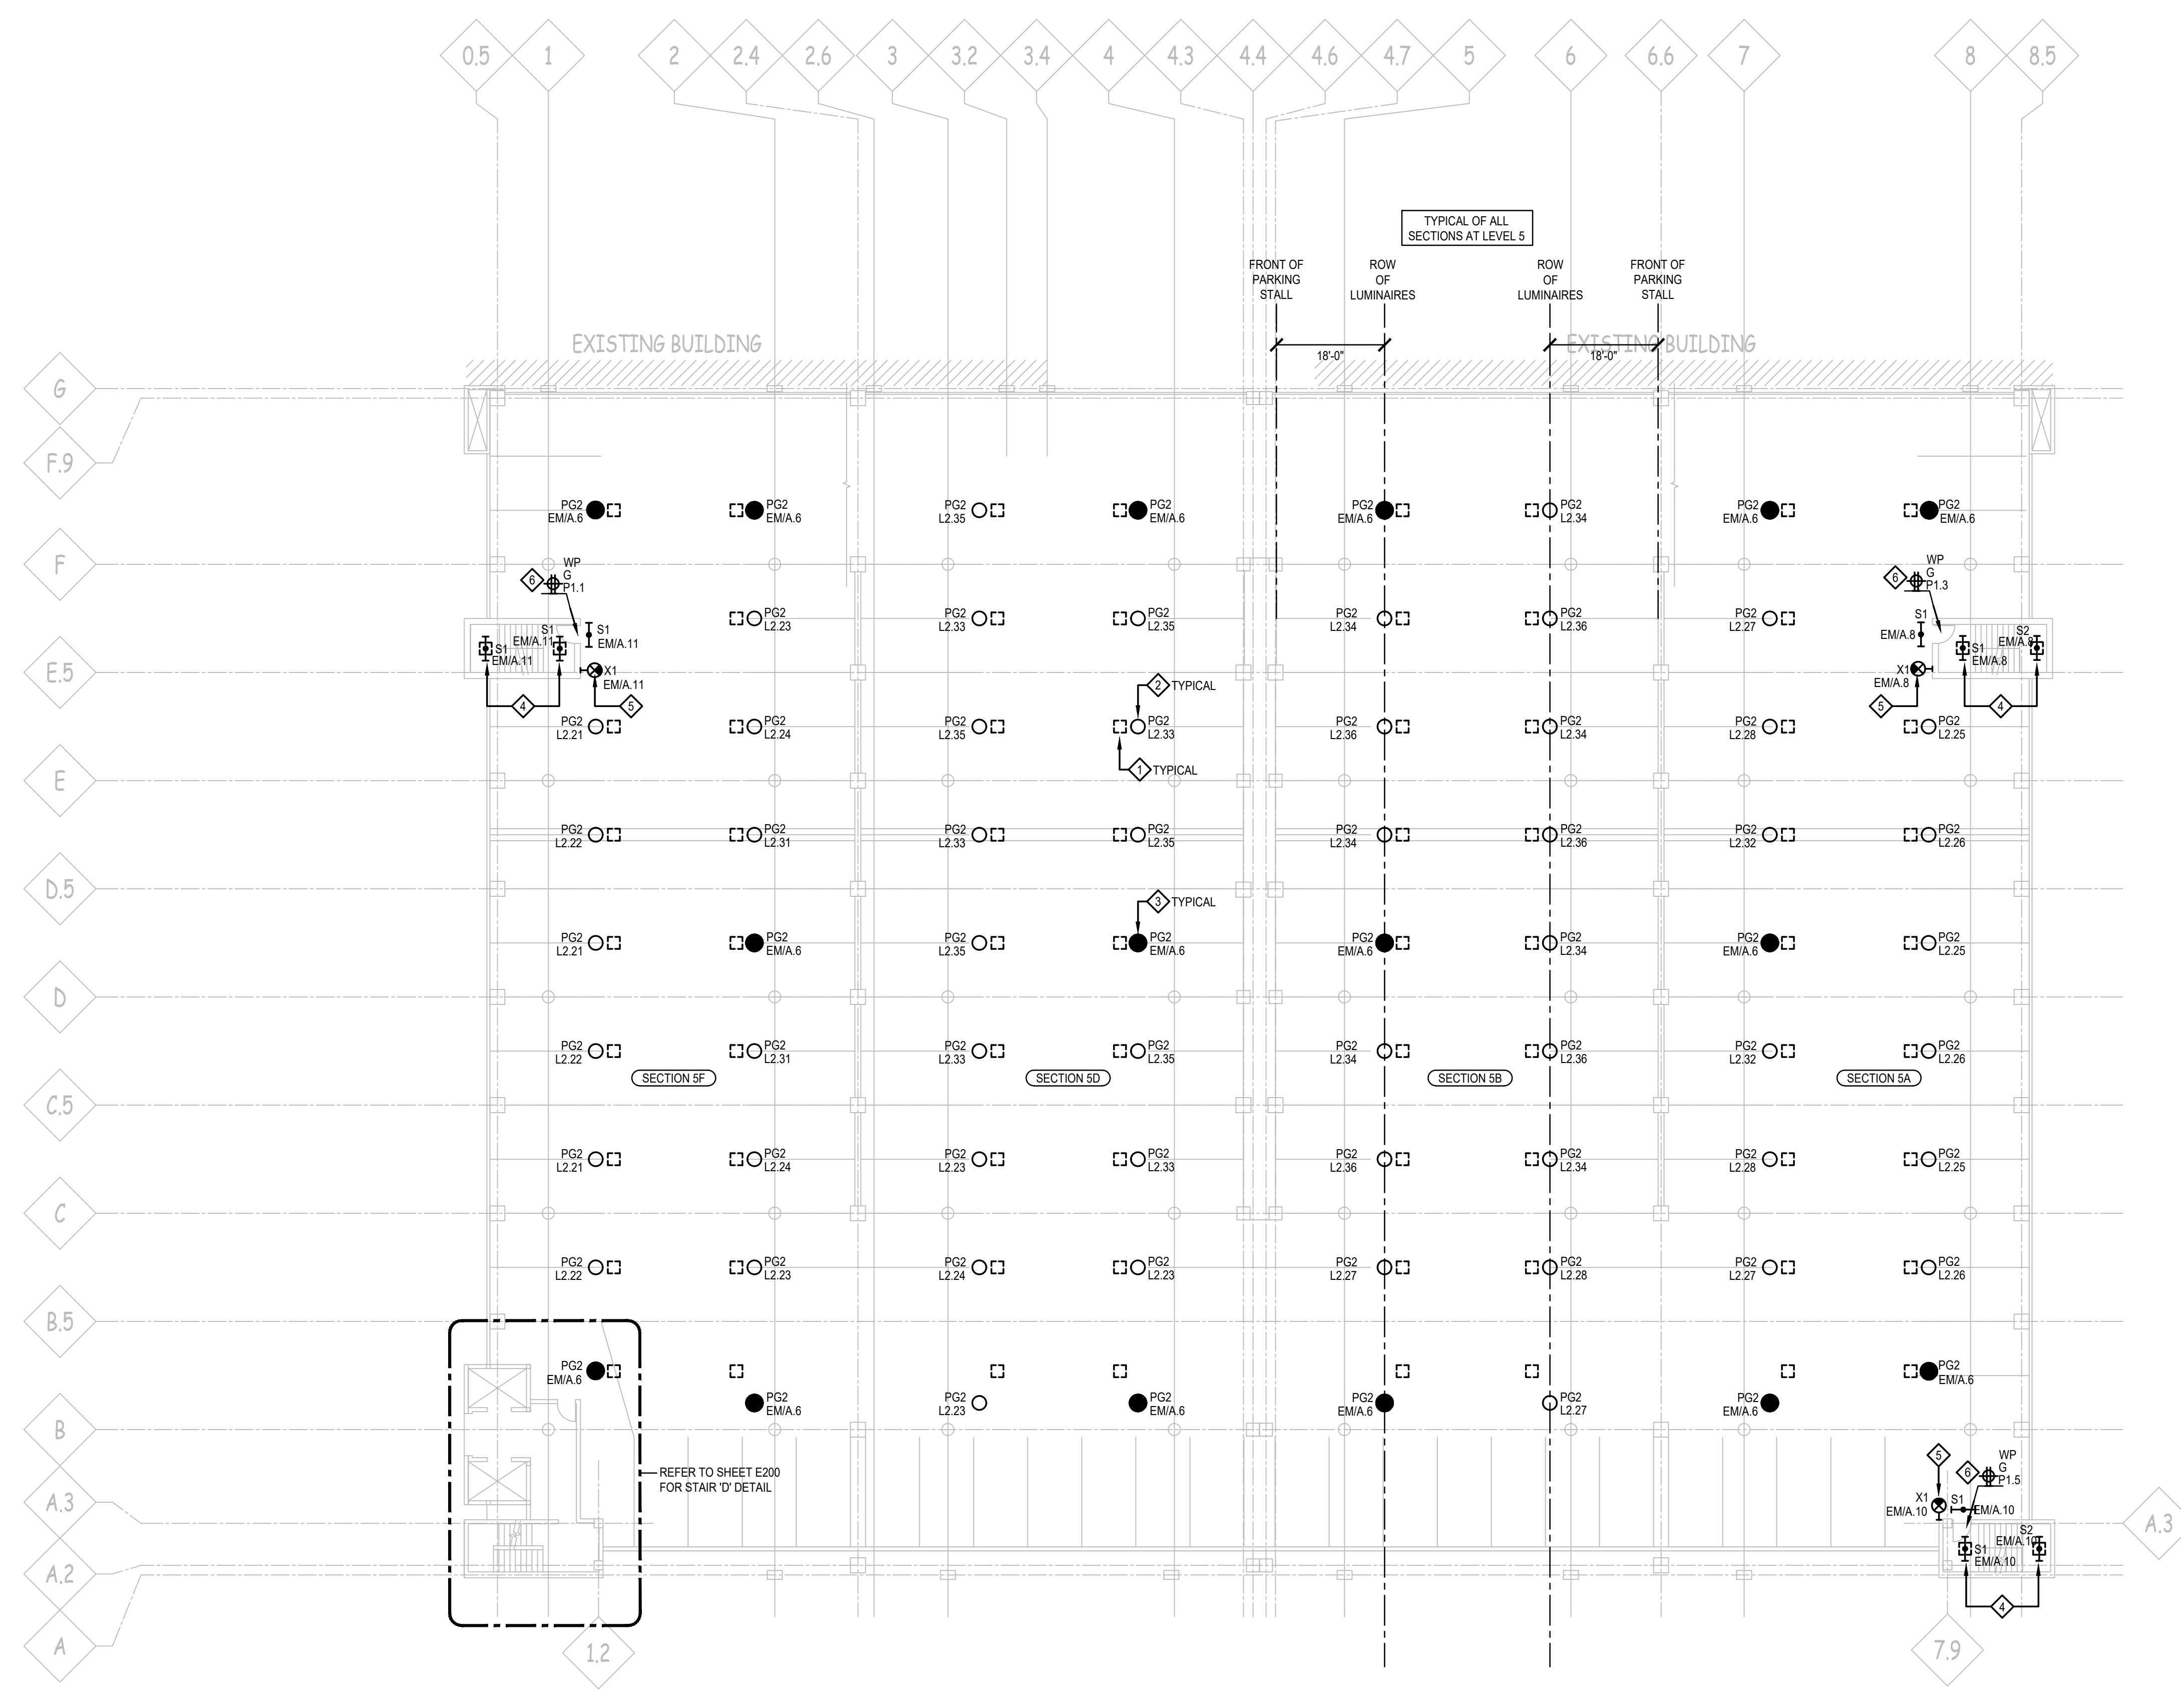 0.5
1
2
2.4
2.6
3
3.2
3.4
4
4.3
4.4
4.6
4.7
5
6
6.6
7
8
8.5
TYPICAL OF ALL
SECTIONS AT LEVEL 5
FRONT OF
PARKING
STALL
ROW
OF
LUMINAIRES
ROW
OF
LUMINAIRES
FRONT OF
PARKING
STALL
EXISTING BUILDING
18'-0"
EXISTING BUILDING
18'-0"
G
F.9
PG2
EM/A.6
PG2
EM/A.6
PG2
L2.35
PG2
EM/A.6
PG2
EM/A.6
PG2
L2.34
PG2
EM/A.6
PG2
EM/A.6
F
6
WP
G
P1.1
6
WP
G
P1.3
PG2
L2.23
PG2
L2.33
PG2
L2.35
PG2
L2.34
PG2
L2.36
PG2
L2.27
S1
EM/A.11
S1
EM/A.11
S1
EM/A.11
S1
EM/A.8
S1
EM/A.8
S2
EM/A.8
E.5
X1
EM/A.11
X1
EM/A.8
4
5
2 TYPICAL
5
4
PG2
L2.21
PG2
L2.24
PG2
L2.35
PG2
L2.33
PG2
L2.36
PG2
L2.34
PG2
L2.28
PG2
L2.25
1 TYPICAL
E
PG2
L2.22
PG2
L2.31
PG2
L2.33
PG2
L2.35
PG2
L2.34
PG2
L2.36
PG2
L2.32
PG2
L2.26
D.5
3 TYPICAL
PG2
L2.21
PG2
EM/A.6
PG2
L2.35
PG2
EM/A.6
PG2
EM/A.6
PG2
L2.34
PG2
EM/A.6
PG2
L2.25
D
PG2
L2.22
PG2
L2.31
PG2
L2.33
PG2
L2.35
PG2
L2.34
PG2
L2.36
PG2
L2.32
PG2
L2.26
SECTION 5F
SECTION 5D
SECTION 5B
SECTION 5A
C.5
PG2
L2.21
PG2
L2.24
PG2
L2.23
PG2
L2.33
PG2
L2.36
PG2
L2.34
PG2
L2.28
PG2
L2.25
C
PG2
L2.22
PG2
L2.23
PG2
L2.24
PG2
L2.23
PG2
L2.27
PG2
L2.28
PG2
L2.27
PG2
L2.26
B.5
PG2
EM/A.6
PG2
EM/A.6
PG2
L2.23
PG2
EM/A.6
PG2
EM/A.6
PG2
L2.27
PG2
EM/A.6
PG2
EM/A.6
B
REFER TO SHEET E200
FOR STAIR 'D' DETAIL
5
6
WP
G
P1.5
A.3
X1
EM/A.10
S1
EM/A.10
A.3
S1
EM/A.10
S2
EM/A.10
A.2
4
A
1.2
7.9